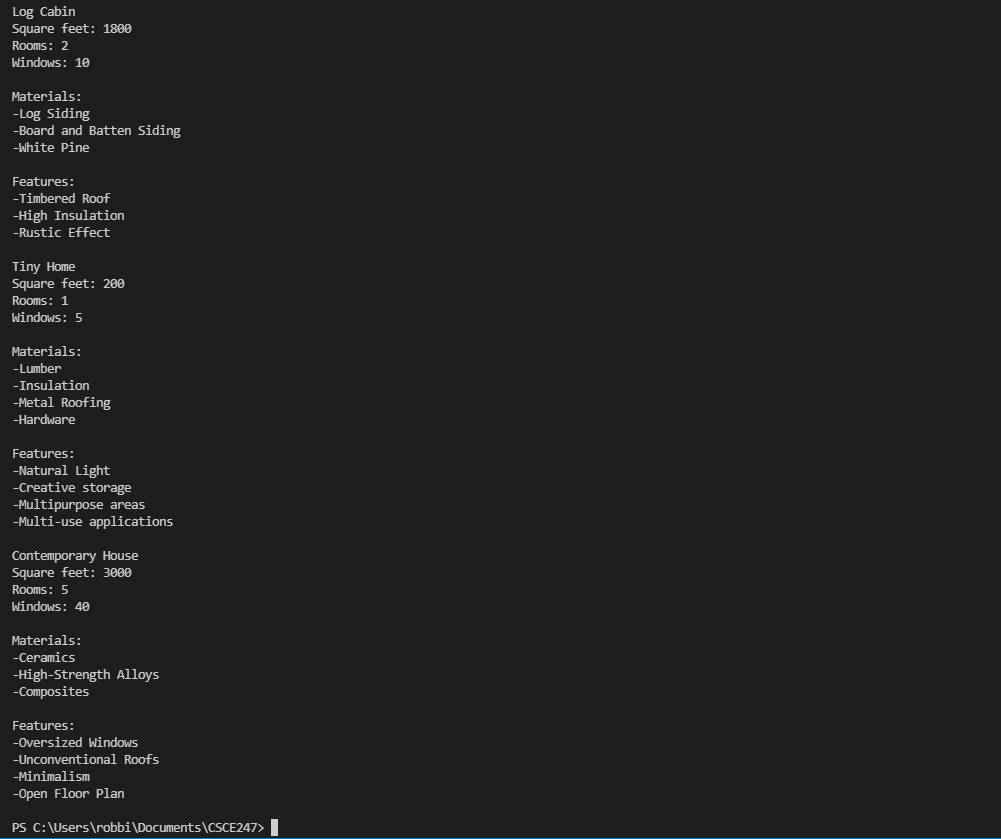 Log Cabin
Square feet: 1800
Rooms: 2
Windows: 10

Materials:
-Log Siding
-Board and Batten Siding
-White Pine

Features:
-Timbered Roof
-High Insulation
-Rustic Effect

Tiny Home
Square feet: 200
Rooms: 1
Windows: 5

Materials:
-Lumber
-Insulation
-Metal Roofing
-Hardware

Features:
-Natural Light
-Creative storage
-Multipurpose areas
-Multi-use applications

Contemporary House
Square feet: 3000
Rooms: 5
Windows: 40

Materials:
-Ceramics
-High-Strength Alloys
-Composites

Features:
-Oversized Windows
-Unconventional Roofs
-Minimalism
-Open Floor Plan

PS C:\Users\robbi\Documents\CSCE247>